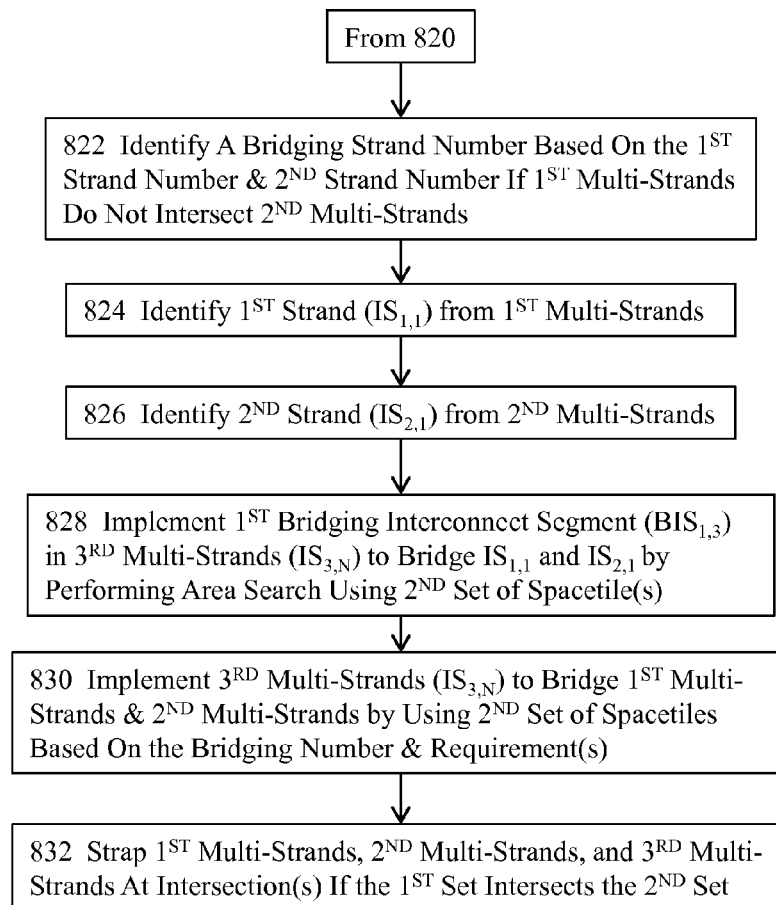 From 820
822 Identify A Bridging Strand Number Based On the 1ST
Strand Number & 2ND Strand Number If 1ST Multi-Strands
Do Not Intersect 2ND Multi-Strands
824 Identify 1ST Strand (IS1,1) from 1ST Multi-Strands
826 Identify 2ND Strand (IS2,1) from 2ND Multi-Strands
828 Implement 1ST Bridging Interconnect Segment (BIS1,3)
in 3RD Multi-Strands (IS3,N) to Bridge IS1,1 and IS2,1 by
Performing Area Search Using 2ND Set of Spacetile(s)
830 Implement 3RD Multi-Strands (IS3,N) to Bridge 1ST Multi-
Strands & 2ND Multi-Strands by Using 2ND Set of Spacetiles
Based On the Bridging Number & Requirement(s)
832 Strap 1ST Multi-Strands, 2ND Multi-Strands, and 3RD Multi-
Strands At Intersection(s) If the 1ST Set Intersects the 2ND Set